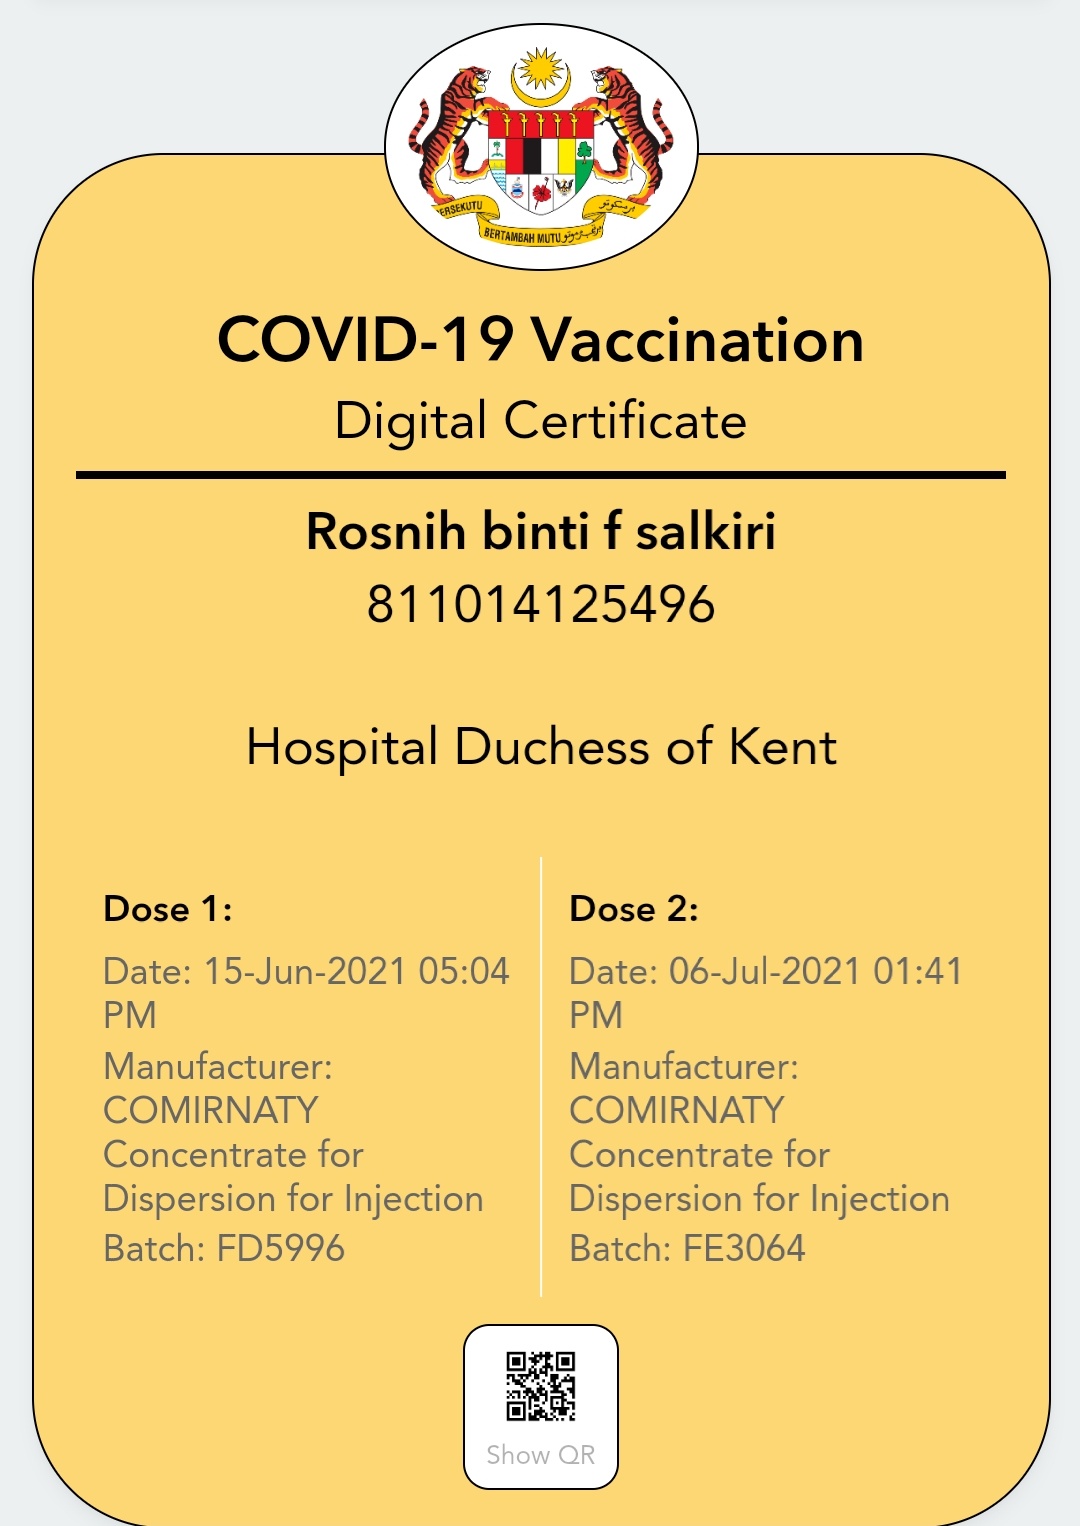 ERSEKUTU
BERTAMBAH MUTU
COVID-19 Vaccination
Digital Certificate
Rosnih binti f salkiri
811014125496
Hospital Duchess of Kent
Dose 1:
Date: 15-Jun-2021 05:04
PM
Manufacturer:
COMIRNATY
Concentrate for
Dispersion for Injection
Batch: FD5996
Dose 2:
Date: 06-Jul-2021 01:41
PM
Manufacturer:
COMIRNATY
Concentrate for
Dispersion for Injection
Batch: FE3064
Show QR